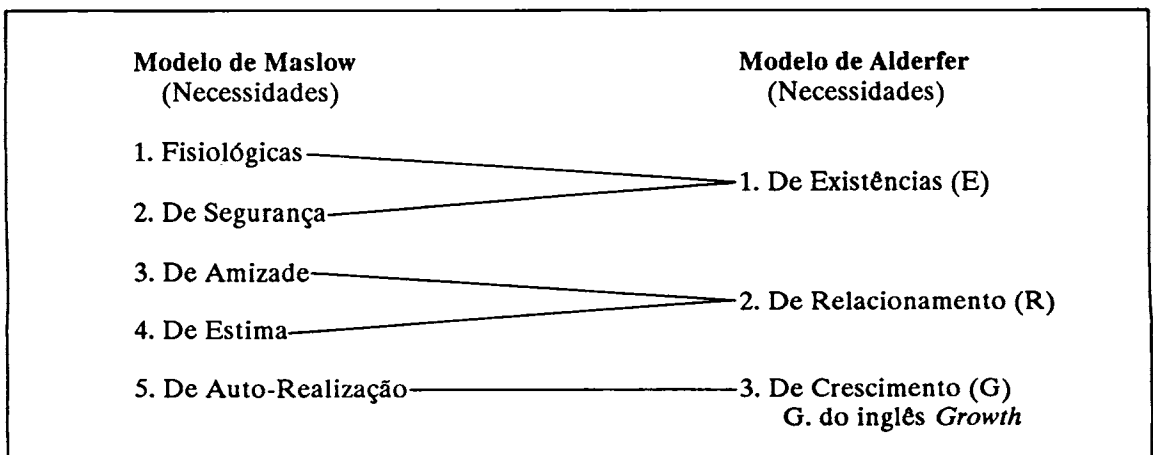 Modelo de Maslow
(Necessidades)
Modelo de Alderfer
(Necessidades)
1. Fisiológicas
2. De Segurança
3. De Amizade
4. De Estima
5. De Auto-Realização
1. De Existências (E)
2. De Relacionamento (R)
3. De Crescimento (G)
G. do inglês Growth